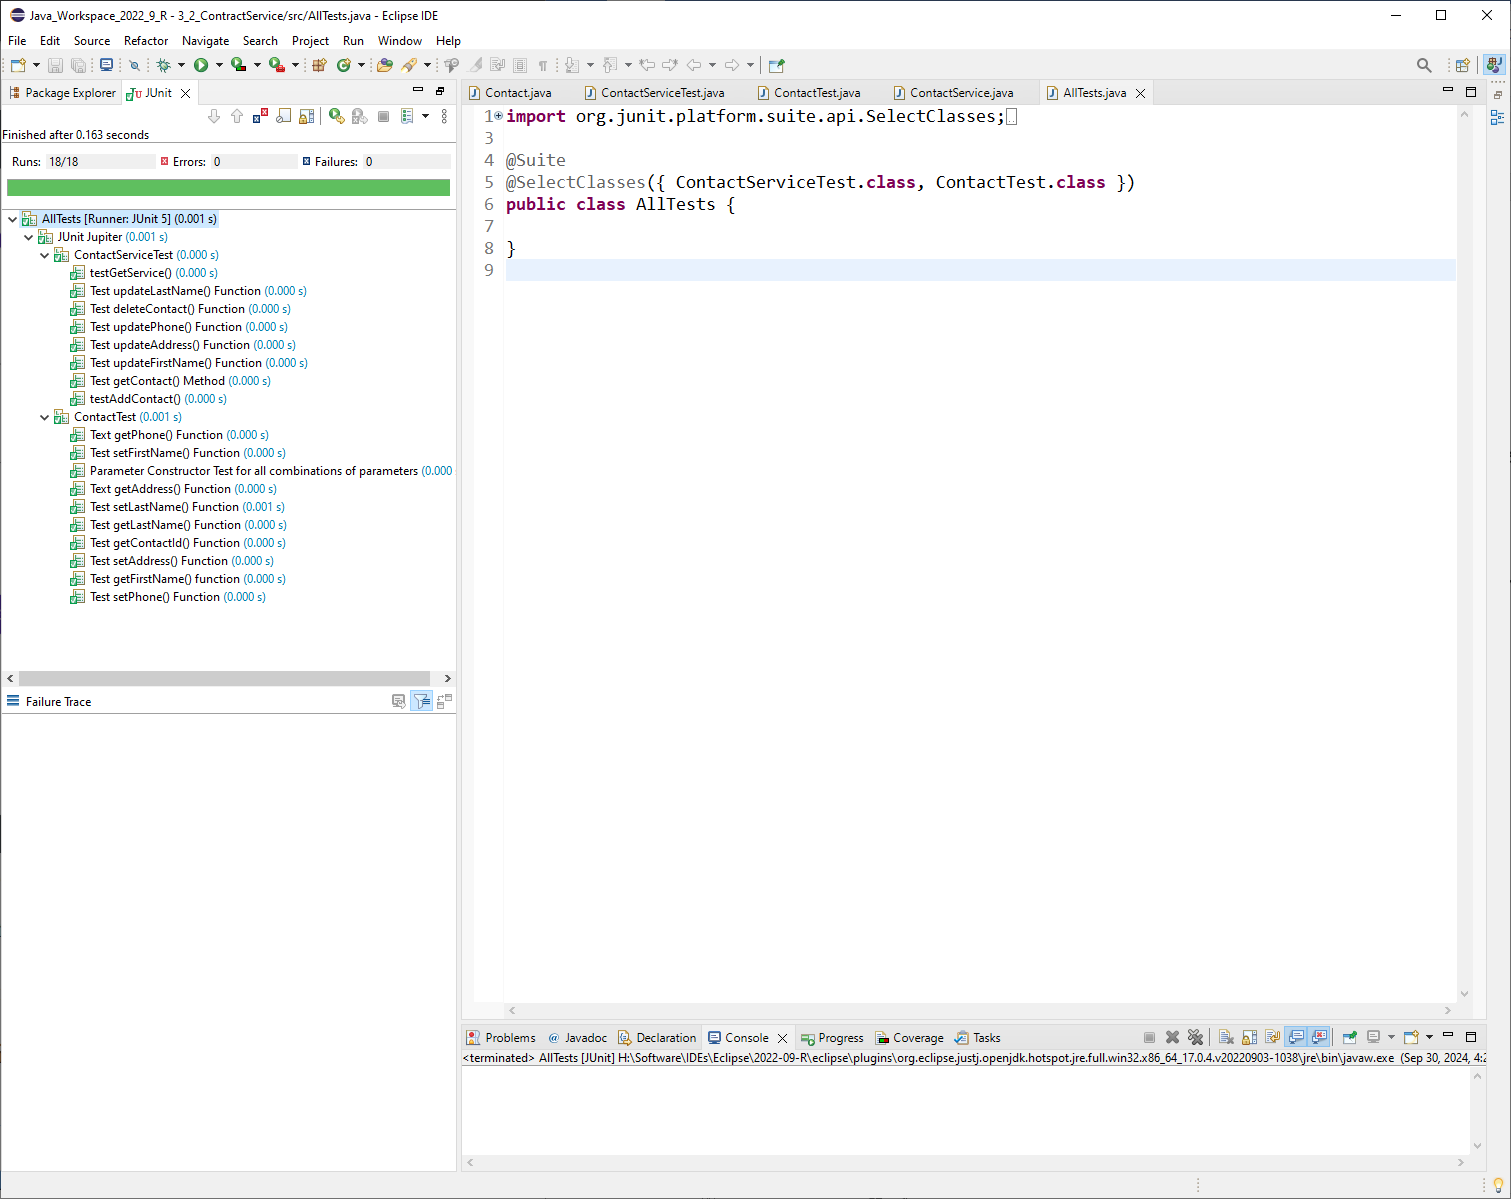 Java_Workspace_2022_9_R - 3_2_ContractService/src/AllTests.java - Eclipse IDE
File Edit Source Refactor Navigate Search Project Run Window Help
Package Explorer JUnit
Finished after 0.163 seconds
Runs: 18/18 Errors: 0 Failures: 0
AllTests [Runner: JUnit 5] (0.001 s)
JUnit Jupiter (0.001 s)
ContactServiceTest (0.000 s)
testGetService() (0.000 s)
Test updateLastName() Function (0.000 s)
Test deleteContact() Function (0.000 s)
Test updatePhone() Function (0.000 s)
Test updateAddress() Function (0.000 s)
Test updateFirstName() Function (0.000 s)
Test getContact() Method (0.000 s)
testAddContact() (0.000 s)
ContactTest (0.001 s)
Text getPhone() Function (0.000 s)
Test setFirstName() Function (0.000 s)
Parameter Constructor Test for all combinations of parameters (0.000
Text getAddress() Function (0.000 s)
Test setLastName() Function (0.001 s)
Test getLastName() Function (0.000 s)
Test getContactId() Function (0.000 s)
Test setAddress() Function (0.000 s)
Test getFirstName() function (0.000 s)
Test setPhone() Function (0.000 s)
Failure Trace
Contact.java ContactServiceTest.java ContactTest.java ContactService.java AllTests.java
1 import org.junit.platform.suite.api.SelectClasses;
3
4 @Suite
5 @SelectClasses({ ContactServiceTest.class, ContactTest.class })
6 public class AllTests {
7
8 }
9
Problems Javadoc Declaration Console Progress Coverage Tasks
<terminated> AllTests [JUnit] H:\Software\IDEs\Eclipse\2022-09-R\eclipse\plugins\org.eclipse.justj.openjdk.hotspot.jre.full.win32.x86_64_17.0.4.v20220903-1038\jre\bin\javaw.exe (Sep 30, 2024, 4:2